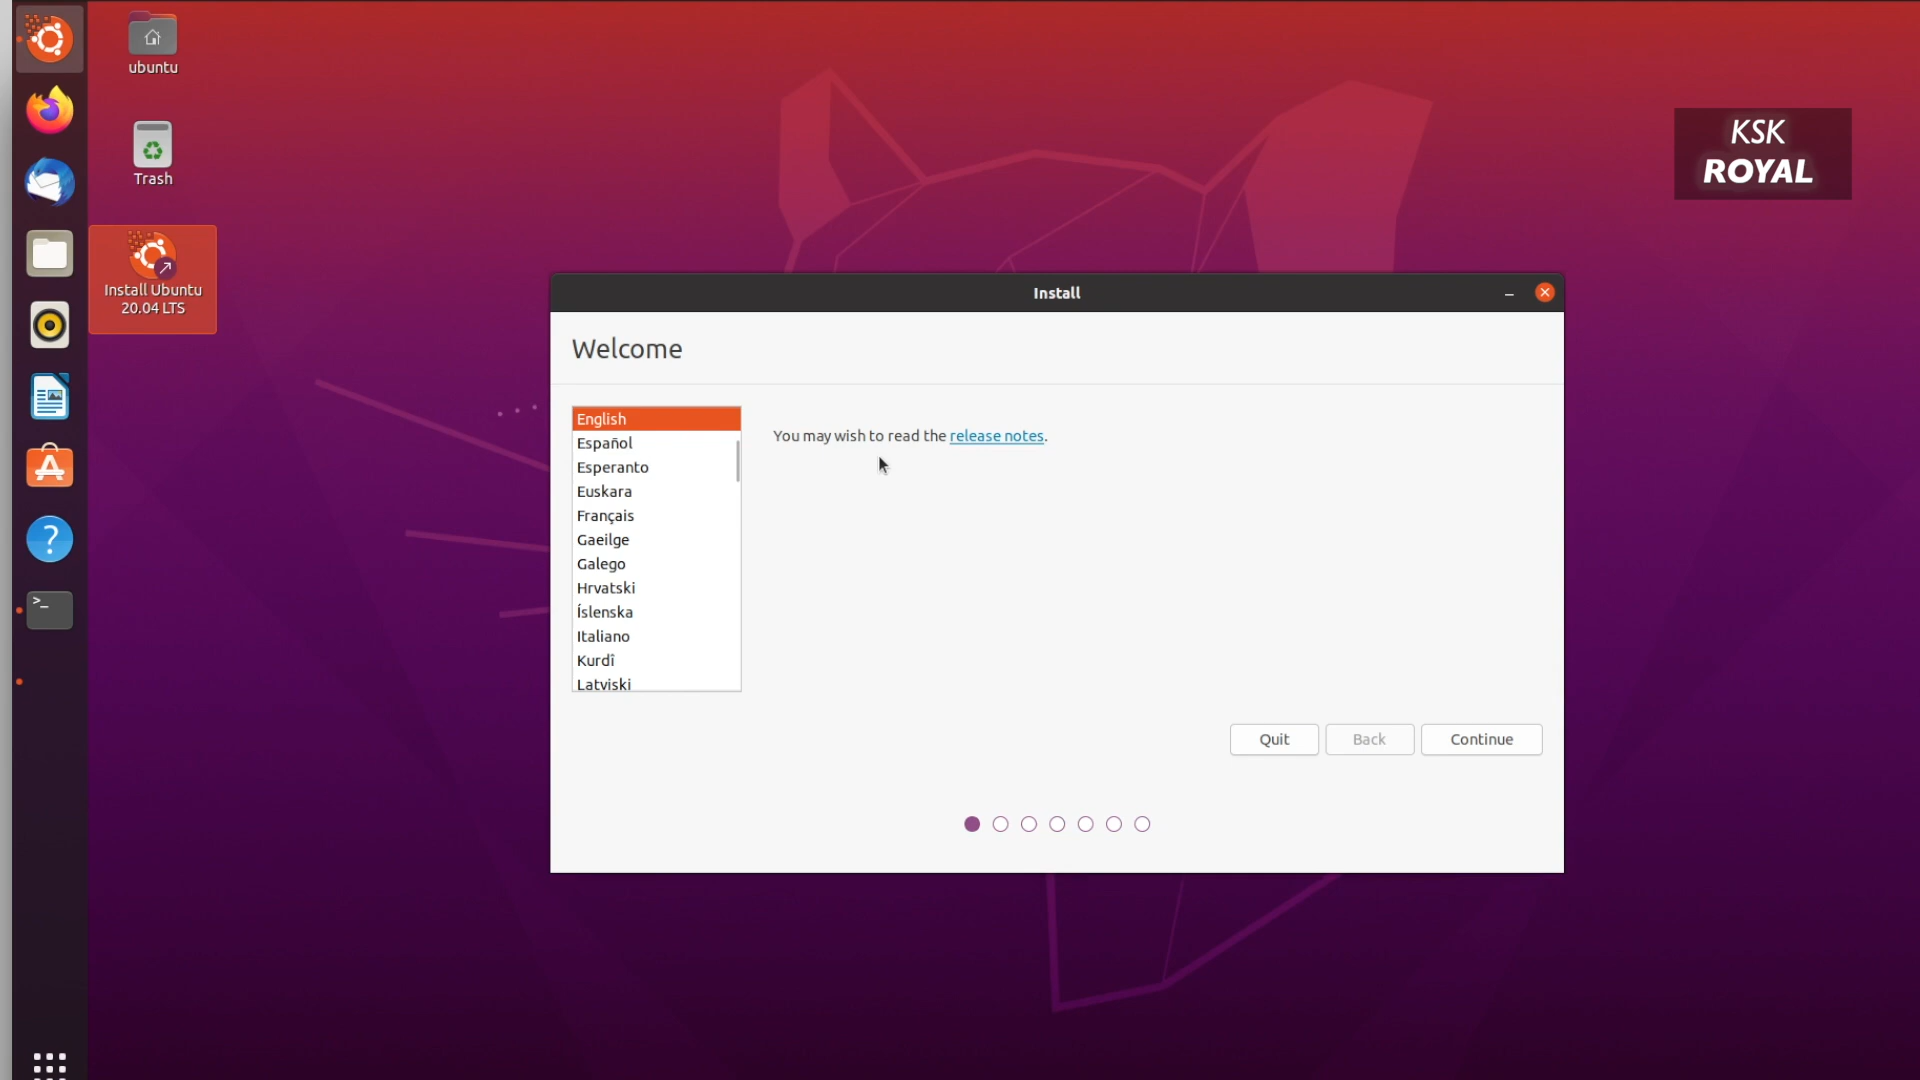 ubuntu
Trash
Install Ubuntu
20.04 LTS
KSK
ROYAL
Install
Welcome
English
Español
Esperanto
Euskara
Français
Gaeilge
Galego
Hrvatski
Íslenska
Italiano
Kurdî
Latviski
You may wish to read the release notes.
Quit
Back
Continue